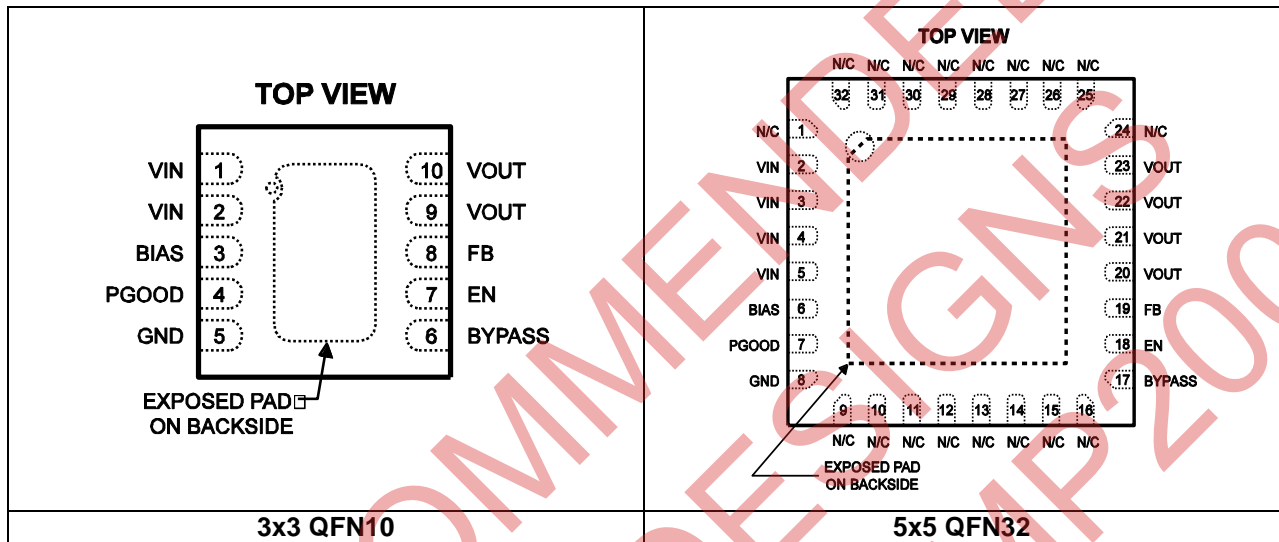 TOP VIEW
VIN 1 10 VOUT
VIN 2 9 VOUT
BIAS 3 8 FB
PGOOD 4 7 EN
GND 5 6 BYPASS
EXPOSED PAD
ON BACKSIDE
3x3 QFN10
TOP VIEW
N/C N/C N/C N/C N/C N/C N/C N/C
32 31 30 29 28 27 26 25
N/C 1 24 N/C
VIN 2 23 VOUT
VIN 3 22 VOUT
VIN 4 21 VOUT
VIN 5 20 VOUT
BIAS 6 19 FB
PGOOD 7 18 EN
GND 8 17 BYPASS
9 10 11 12 13 14 15 16
N/C N/C N/C N/C N/C N/C N/C N/C
EXPOSED PAD
ON BACKSIDE
5x5 QFN32
OMMENDED
DESIGNS
MP200